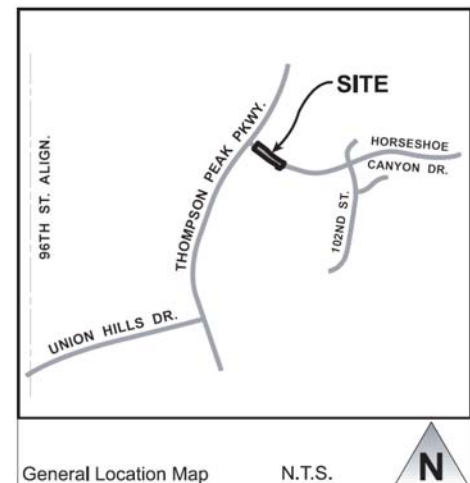 SITE
THOMPSON PEAK PKWY.
HORSESHOE
CANYON DR.
96TH ST. ALIGN.
102ND ST.
UNION HILLS DR.
General Location Map
N.T.S.
N